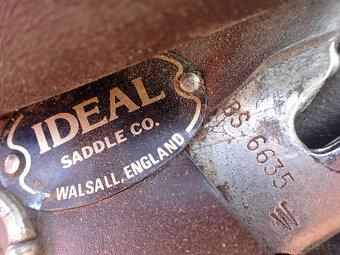 IDEAL
SADDLE CO.
WALSALL, ENGLAND
BS 6635
W